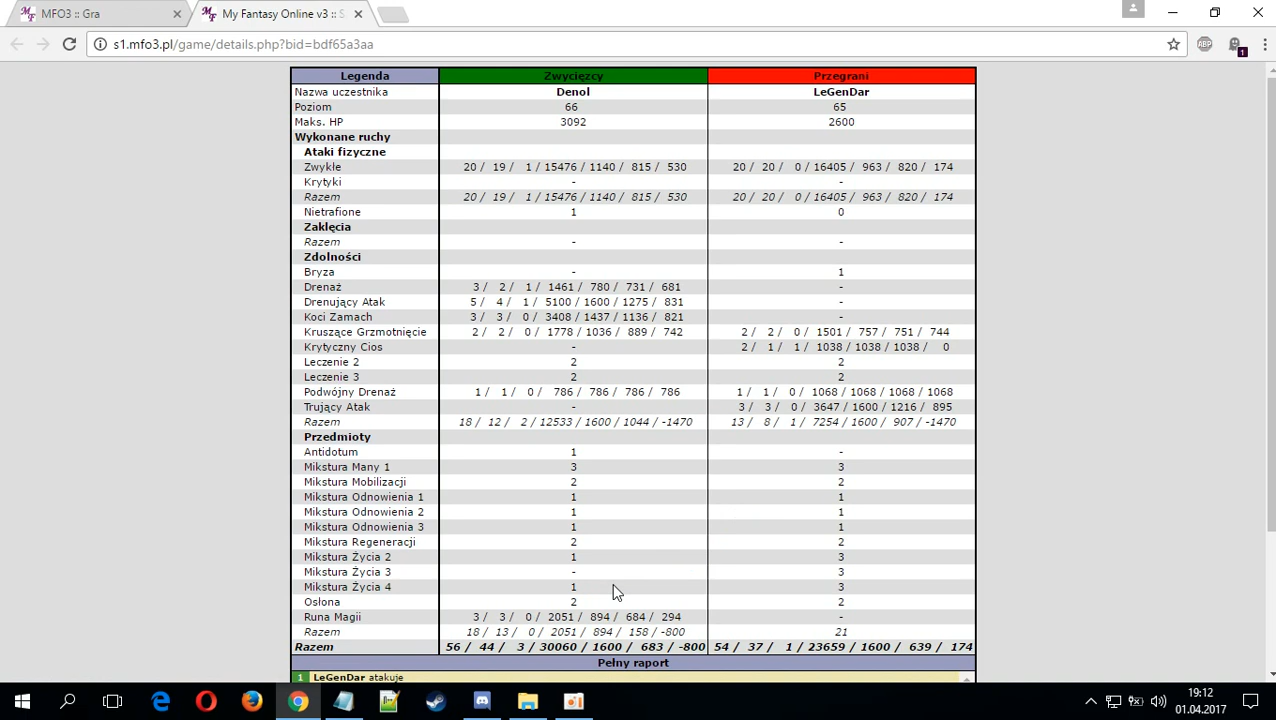 MFO3 :: Gra
My Fantasy Online v3 :: S
s1.mfo3.pl/game/details.php?bid=bdf65a3aa
ABP
1
Legenda Zwycięzcy Przegrani
Nazwa uczestnika Denol LeGenDar
Poziom 66 65
Maks. HP 3092 2600
Wykonane ruchy
Ataki fizyczne
Zwykłe 20 / 19 / 1 / 15476 / 1140 / 815 / 530 20 / 20 / 0 / 16405 / 963 / 820 / 174
Krytyki - -
Razem 20 / 19 / 1 / 15476 / 1140 / 815 / 530 20 / 20 / 0 / 16405 / 963 / 820 / 174
Nietrafione 1 0
Zaklęcia
Razem - -
Zdolności
Bryza - 1
Drenaż 3 / 2 / 1 / 1461 / 780 / 731 / 681 -
Drenujący Atak 5 / 4 / 1 / 5100 / 1600 / 1275 / 831 -
Koci Zamach 3 / 3 / 0 / 3408 / 1437 / 1136 / 821 -
Kruszące Grzmotnięcie 2 / 2 / 0 / 1778 / 1036 / 889 / 742 2 / 2 / 0 / 1501 / 757 / 751 / 744
Krytyczny Cios - 2 / 1 / 1 / 1038 / 1038 / 1038 / 0
Leczenie 2 2 2
Leczenie 3 2 2
Podwójny Drenaż 1 / 1 / 0 / 786 / 786 / 786 / 786 1 / 1 / 0 / 1068 / 1068 / 1068 / 1068
Trujący Atak - 3 / 3 / 0 / 3647 / 1600 / 1216 / 895
Razem 18 / 12 / 2 / 12533 / 1600 / 1044 / -1470 13 / 8 / 1 / 7254 / 1600 / 907 / -1470
Przedmioty
Antidotum 1 -
Mikstura Many 1 3 3
Mikstura Mobilizacji 2 2
Mikstura Odnowienia 1 1 1
Mikstura Odnowienia 2 1 1
Mikstura Odnowienia 3 1 1
Mikstura Regeneracji 2 2
Mikstura Życia 2 1 3
Mikstura Życia 3 - 3
Mikstura Życia 4 1 3
Osłona 2 2
Runa Magii 3 / 3 / 0 / 2051 / 894 / 684 / 294 -
Razem 18 / 13 / 0 / 2051 / 894 / 158 / -800 21
Razem 56 / 44 / 3 / 30060 / 1600 / 683 / -800 54 / 37 / 1 / 23659 / 1600 / 639 / 174
Pełny raport
1 LeGenDar atakuje
19:12
01.04.2017